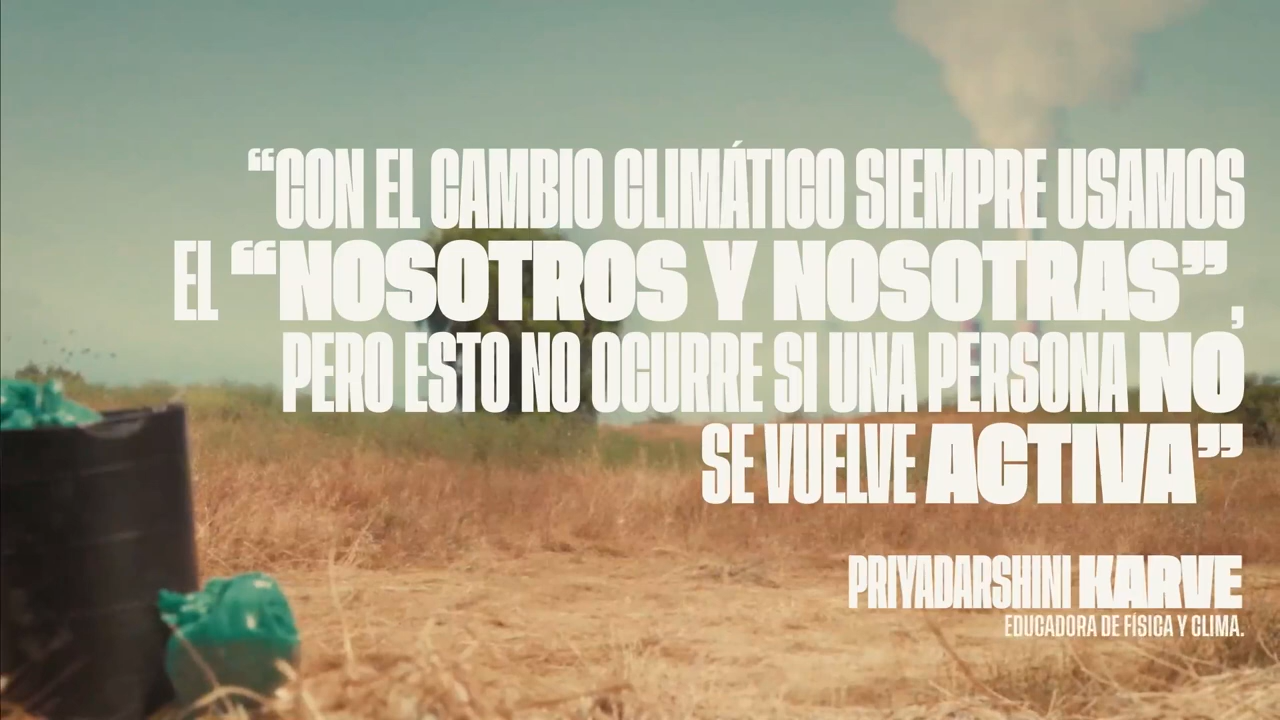 “CON EL CAMBIO CLIMÁTICO SIEMPRE USAMOS
EL “NOSOTROS Y NOSOTRAS”,
PERO ESTO NO OCURRE SI UNA PERSONA NO
SE VUELVE ACTIVA”
PRIYADARSHINI KARVE
EDUCADORA DE FÍSICA Y CLIMA.